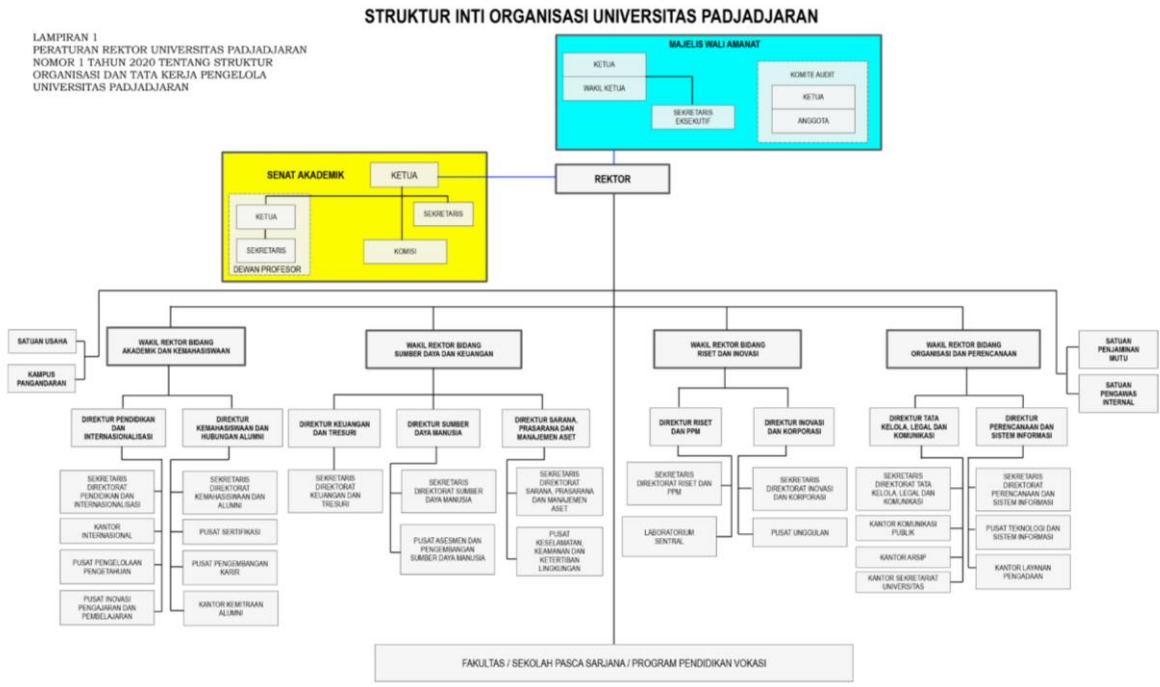 STRUKTUR INTI ORGANISASI UNIVERSITAS PADJADJARAN
LAMPIRAN 1
PERATURAN REKTOR UNIVERSITAS PADJADJARAN
NOMOR 1 TAHUN 2020 TENTANG STRUKTUR
ORGANISASI DAN TATA KERJA PENGELOLA
UNIVERSITAS PADJADJARAN
MAJELIS WALI AMANAT
KETUA
WAKIL KETUA
SEKRETARIS
EKSEKUTIF
KOMITE AUDIT
KETUA
ANGGOTA
SENAT AKADEMIK
KETUA
KETUA
SEKRETARIS
DEWAN PROFESOR
SEKRETARIS
KOMISI
REKTOR
SATUAN USAHA
KAMPUS
PANGANDARAN
WAKIL REKTOR BIDANG
AKADEMIK DAN KEMAHASISWAAN
WAKIL REKTOR BIDANG
SUMBER DAYA DAN KEUANGAN
WAKIL REKTOR BIDANG
RISET DAN INOVASI
WAKIL REKTOR BIDANG
ORGANISASI DAN PERENCANAAN
SATUAN
PENJAMINAN
MUTU
SATUAN
PENGAWAS
INTERNAL
DIREKTUR PENDIDIKAN
DAN
INTERNASIONALISASI
DIREKTUR
KEMAHASISWAAN DAN
HUBUNGAN ALUMNI
DIREKTUR KEUANGAN
DAN TRESURI
DIREKTUR SUMBER
DAYA MANUSIA
DIREKTUR SARANA,
PRASARANA DAN
MANAJEMEN ASET
DIREKTUR RISET
DAN PPM
DIREKTUR INOVASI
DAN KORPORASI
DIREKTUR TATA
KELOLA, LEGAL DAN
KOMUNIKASI
DIREKTUR
PERENCANAAN DAN
SISTEM INFORMASI
SEKRETARIS
DIREKTORAT
PENDIDIKAN DAN
INTERNASIONALISASI
KANTOR
INTERNASIONAL
PUSAT PENGELOLAAN
PENGETAHUAN
PUSAT INOVASI
PENGAJARAN DAN
PEMBELAJARAN
SEKRETARIS
DIREKTORAT
KEMAHASISWAAN DAN
ALUMNI
PUSAT SERTIFIKASI
PUSAT PENGEMBANGAN
KARIR
KANTOR KEMITRAAN
ALUMNI
SEKRETARIS
DIREKTORAT
KEUANGAN DAN
TRESURI
SEKRETARIS
DIREKTORAT SUMBER
DAYA MANUSIA
PUSAT ASESMEN DAN
PENGEMBANGAN
SUMBER DAYA MANUSIA
SEKRETARIS
DIREKTORAT
SARANA, PRASARANA
DAN MANAJEMEN
ASET
PUSAT
KESELAMATAN,
KEAMANAN DAN
KETERTIBAN
LINGKUNGAN
SEKRETARIS
DIREKTORAT RISET DAN
PPM
LABORATORIUM
SENTRAL
SEKRETARIS
DIREKTORAT INOVASI
DAN KORPORASI
PUSAT UNGGULAN
SEKRETARIS
DIREKTORAT TATA
KELOLA, LEGAL DAN
KOMUNIKASI
KANTOR KOMUNIKASI
PUBLIK
KANTOR ARSIP
KANTOR SEKRETARIAT
UNIVERSITAS
SEKRETARIS
DIREKTORAT
PERENCANAAN DAN
SISTEM INFORMASI
PUSAT TEKNOLOGI DAN
SISTEM INFORMASI
KANTOR LAYANAN
PENGADAAN
FAKULTAS / SEKOLAH PASCA SARJANA / PROGRAM PENDIDIKAN VOKASI